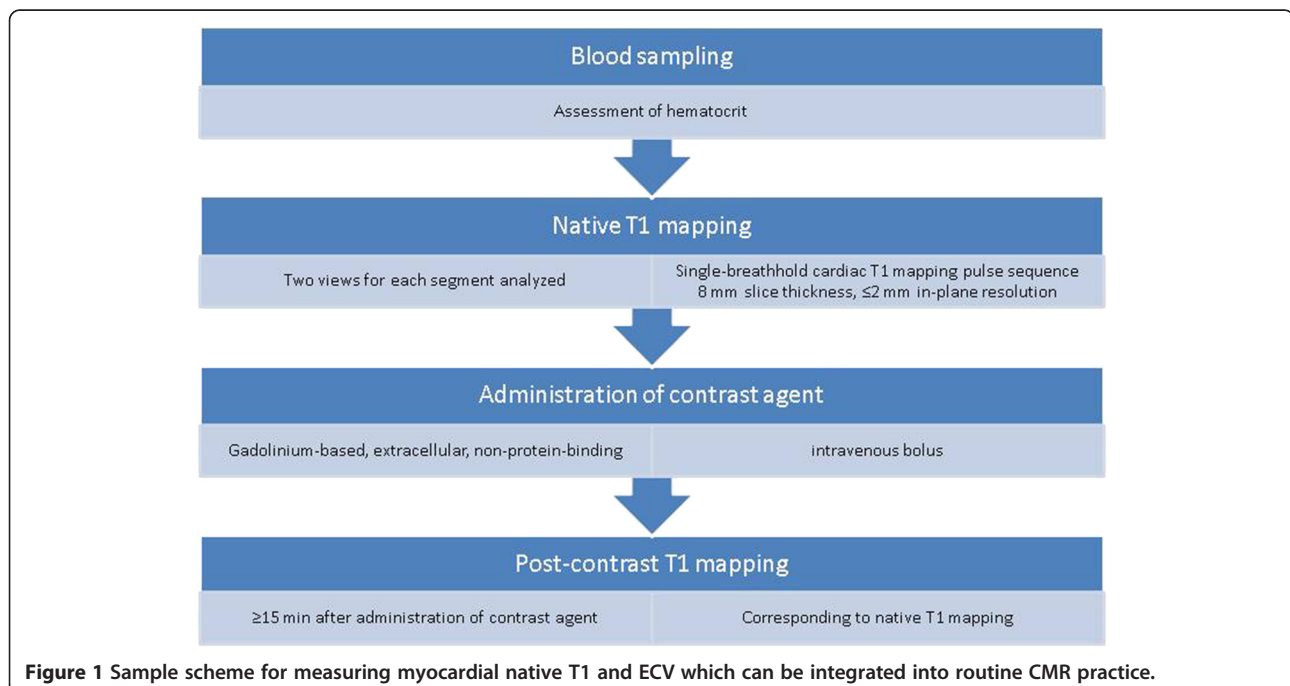 Blood sampling
Assessment of hematocrit
Native T1 mapping
Two views for each segment analyzed
Single-breathhold cardiac T1 mapping pulse sequence
8 mm slice thickness, ≤2 mm in-plane resolution
Administration of contrast agent
Gadolinium-based, extracellular, non-protein-binding
intravenous bolus
Post-contrast T1 mapping
≥15 min after administration of contrast agent
Corresponding to native T1 mapping
Figure 1 Sample scheme for measuring myocardial native T1 and ECV which can be integrated into routine CMR practice.